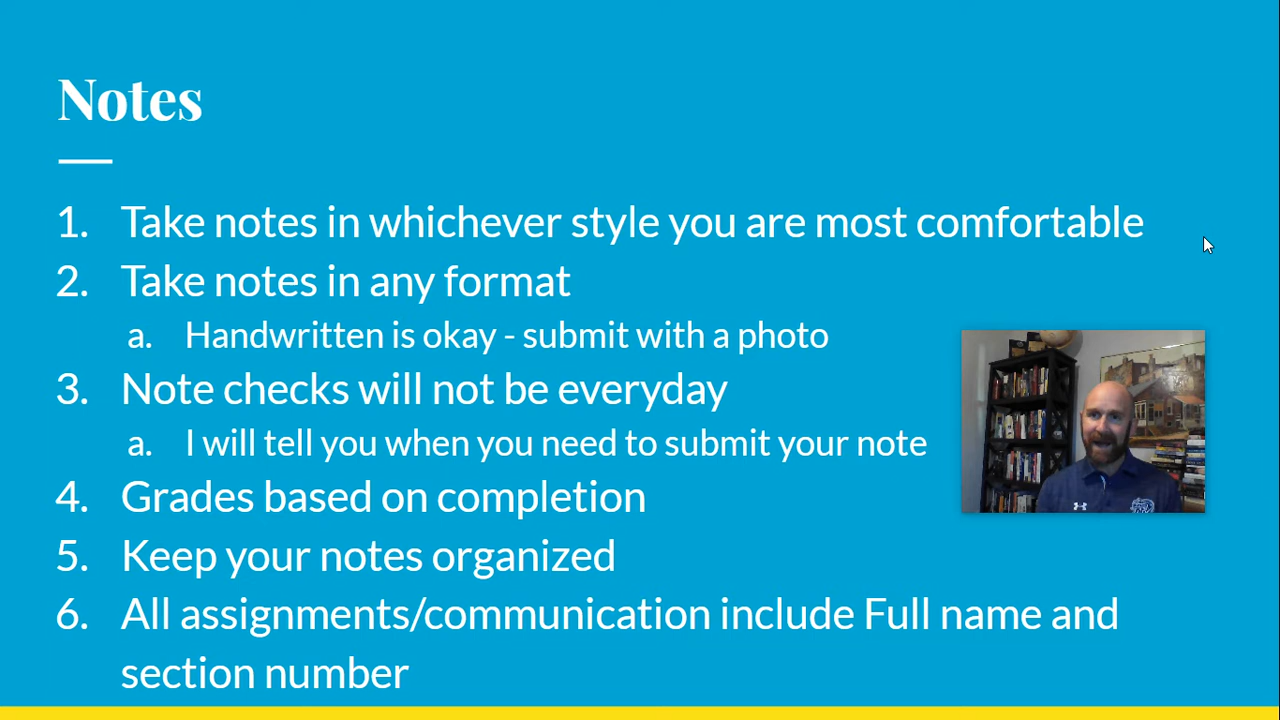 Notes
1. Take notes in whichever style you are most comfortable
2. Take notes in any format
a. Handwritten is okay - submit with a photo
3. Note checks will not be everyday
a. I will tell you when you need to submit your note
4. Grades based on completion
5. Keep your notes organized
6. All assignments/communication include Full name and
section number